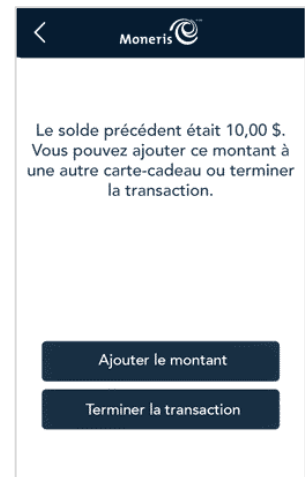 Moneris
Le solde précédent était 10,00 $.
Vous pouvez ajouter ce montant à
une autre carte-cadeau ou terminer
la transaction.
Ajouter le montant
Terminer la transaction